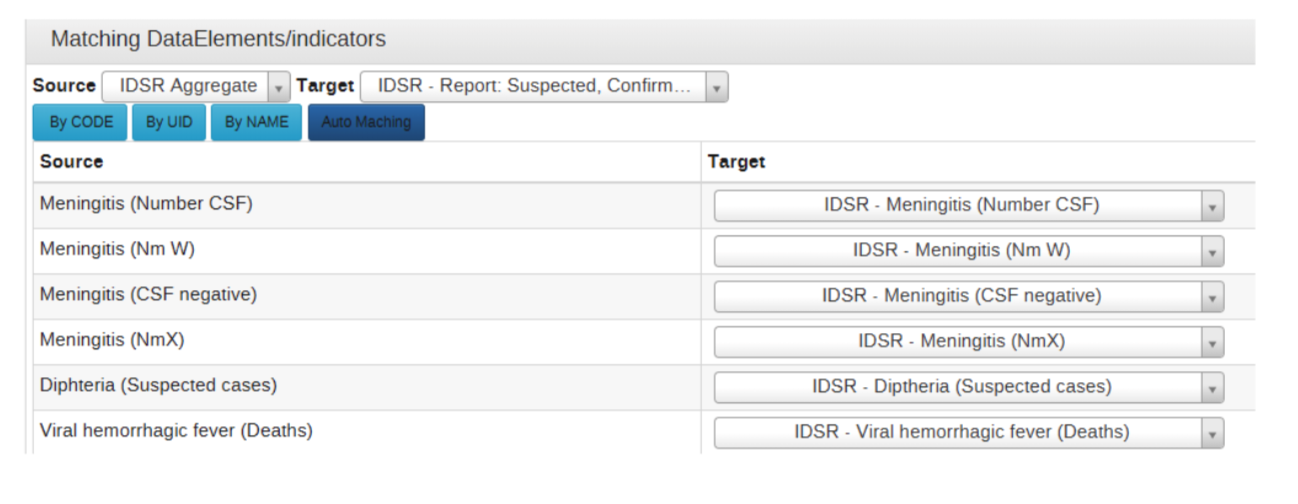 Matching DataElements/indicators
Source IDSR Aggregate Target IDSR - Report: Suspected, Confirm...
By CODE By UID By NAME Auto Maching
Source Target
Meningitis (Number CSF) IDSR - Meningitis (Number CSF)
Meningitis (Nm W) IDSR - Meningitis (Nm W)
Meningitis (CSF negative) IDSR - Meningitis (CSF negative)
Meningitis (NmX) IDSR - Meningitis (NmX)
Diphteria (Suspected cases) IDSR - Diptheria (Suspected cases)
Viral hemorrhagic fever (Deaths) IDSR - Viral hemorrhagic fever (Deaths)